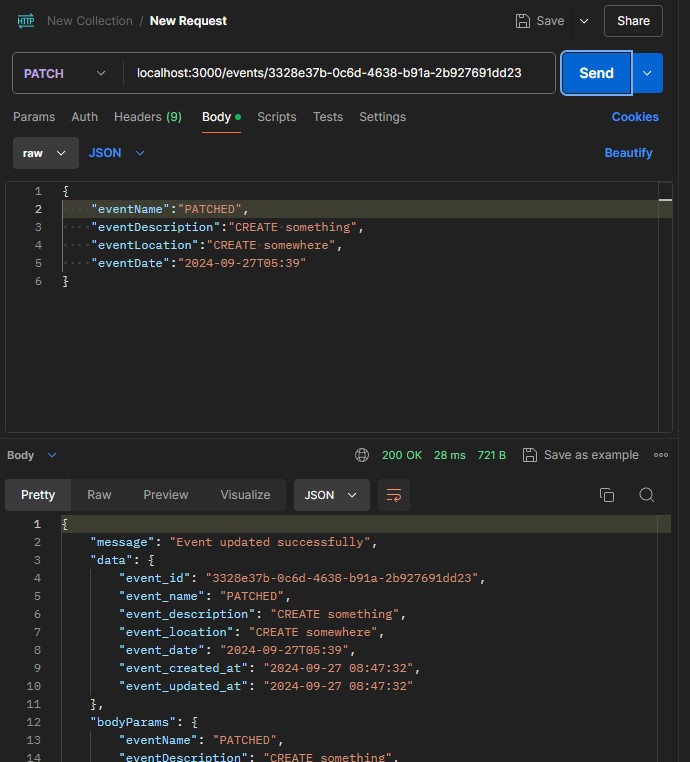 HTTP New Collection / New Request Save Share
PATCH localhost:3000/events/3328e37b-0c6d-4638-b91a-2b927691dd23 Send
Params Auth Headers (9) Body Scripts Tests Settings Cookies
raw JSON Beautify
1 {
2 "eventName":"PATCHED",
3 "eventDescription":"CREATE something",
4 "eventLocation":"CREATE somewhere",
5 "eventDate":"2024-09-27T05:39"
6 }
Body 200 OK 28 ms 721 B Save as example
Pretty Raw Preview Visualize JSON
1 {
2 "message": "Event updated successfully",
3 "data": {
4 "event_id": "3328e37b-0c6d-4638-b91a-2b927691dd23",
5 "event_name": "PATCHED",
6 "event_description": "CREATE something",
7 "event_location": "CREATE somewhere",
8 "event_date": "2024-09-27T05:39",
9 "event_created_at": "2024-09-27 08:47:32",
10 "event_updated_at": "2024-09-27 08:47:32"
11 },
12 "bodyParams": {
13 "eventName": "PATCHED",
14 "eventDescription": "CREATE something",